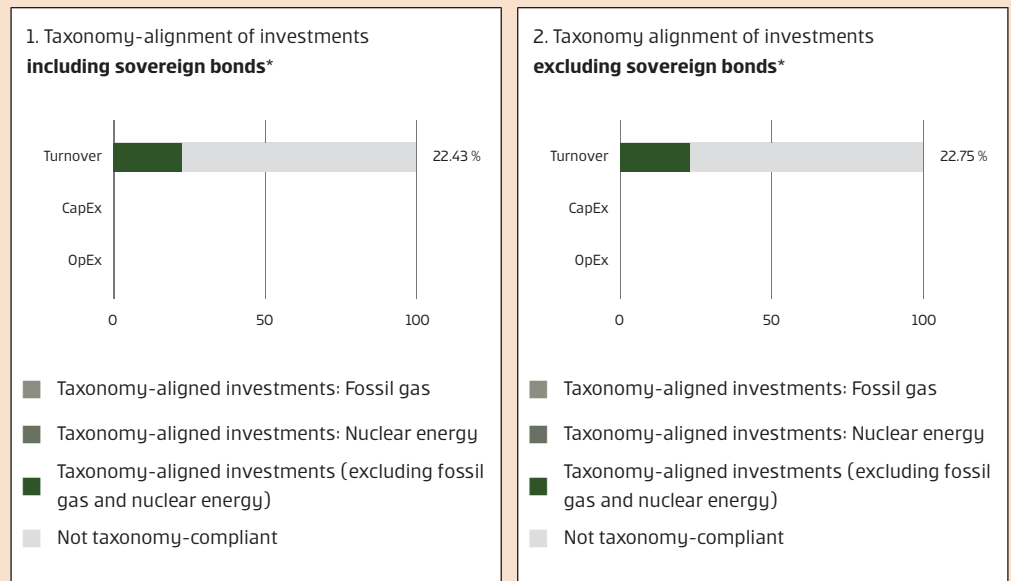 1. Taxonomy-alignment of investments
including sovereign bonds*
Turnover
22.43 %
CapEx
OpEx
0
50
100
Taxonomy-aligned investments: Fossil gas
Taxonomy-aligned investments: Nuclear energy
Taxonomy-aligned investments (excluding fossil
gas and nuclear energy)
Not taxonomy-compliant
2. Taxonomy alignment of investments
excluding sovereign bonds*
Turnover
22.75 %
CapEx
OpEx
0
50
100
Taxonomy-aligned investments: Fossil gas
Taxonomy-aligned investments: Nuclear energy
Taxonomy-aligned investments (excluding fossil
gas and nuclear energy)
Not taxonomy-compliant